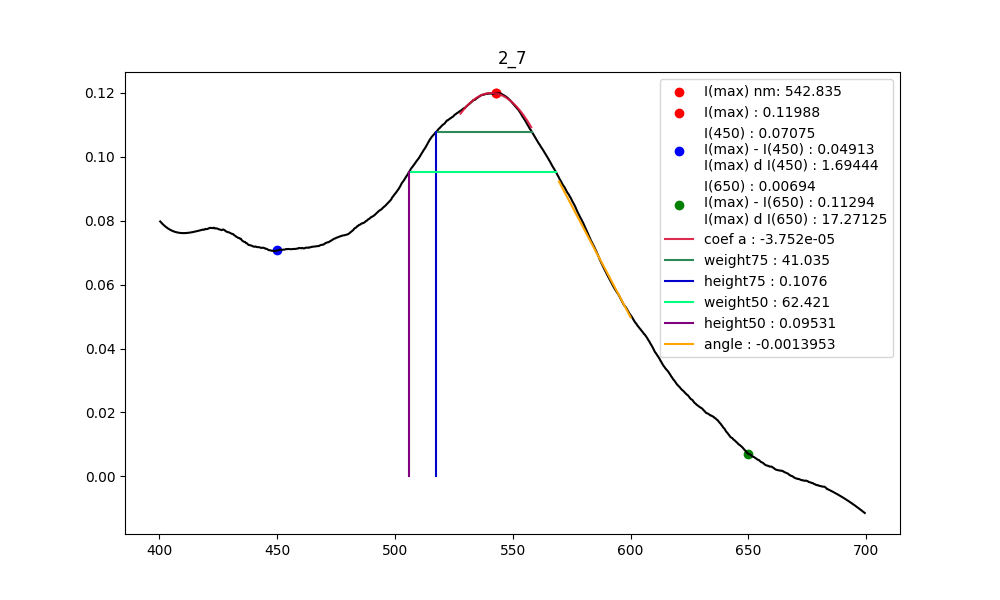 2_7
0.12
0.10
0.08
0.06
0.04
0.02
0.00
400
450
500
550
600
650
700
I(max) nm: 542.835
I(max) : 0.11988
I(450) : 0.07075
I(max) - I(450) : 0.04913
I(max) d I(450) : 1.69444
I(650) : 0.00694
I(max) - I(650) : 0.11294
I(max) d I(650) : 17.27125
coef a : -3.752e-05
weight75 : 41.035
height75 : 0.1076
weight50 : 62.421
height50 : 0.09531
angle : -0.0013953